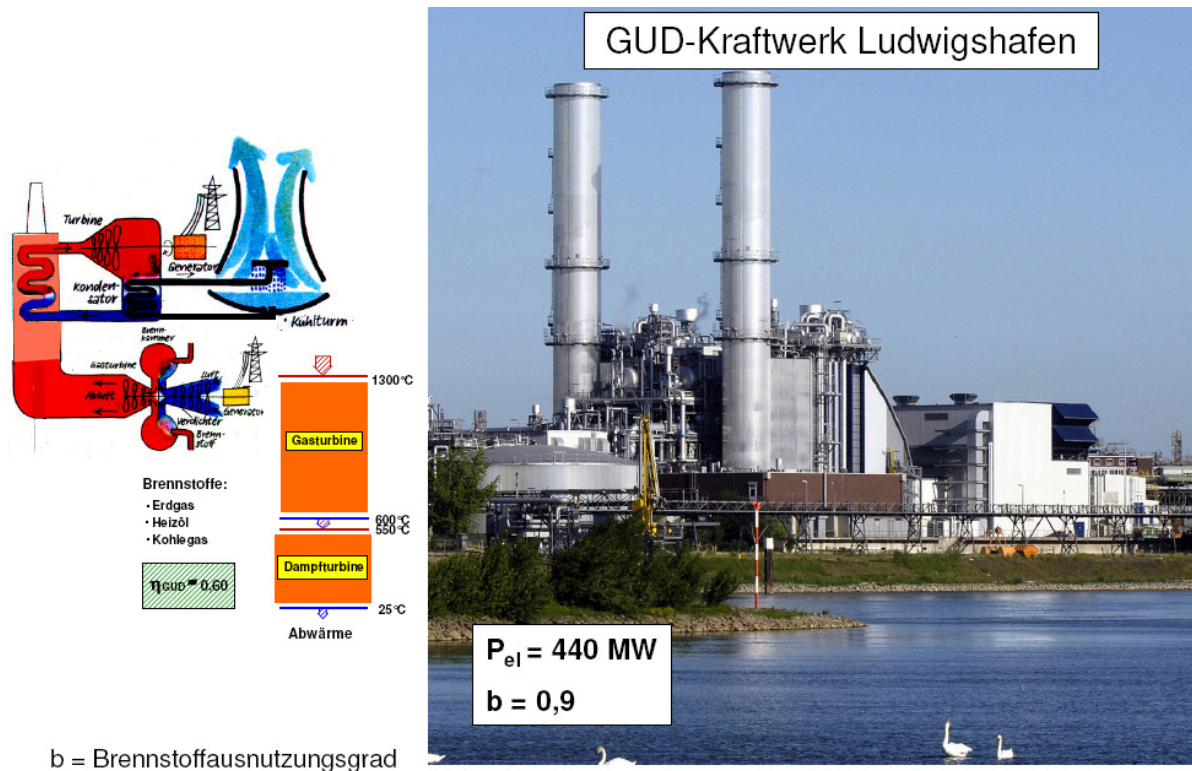 GUD-Kraftwerk Ludwigshafen
Turbine
Generator
Konden-
sator
Kühlturm
Brenn-
kammer
Gasturbine
Luft
Abluft
Generator
Verdichter
Brenn-
stoff
1300°C
Gasturbine
600°C
550°C
Dampfturbine
25°C
Abwärme
Brennstoffe:
• Erdgas
• Heizöl
• Kohlegas
ηGUD = 0.60
Pel = 440 MW
b = 0,9
b = Brennstoffausnutzungsgrad